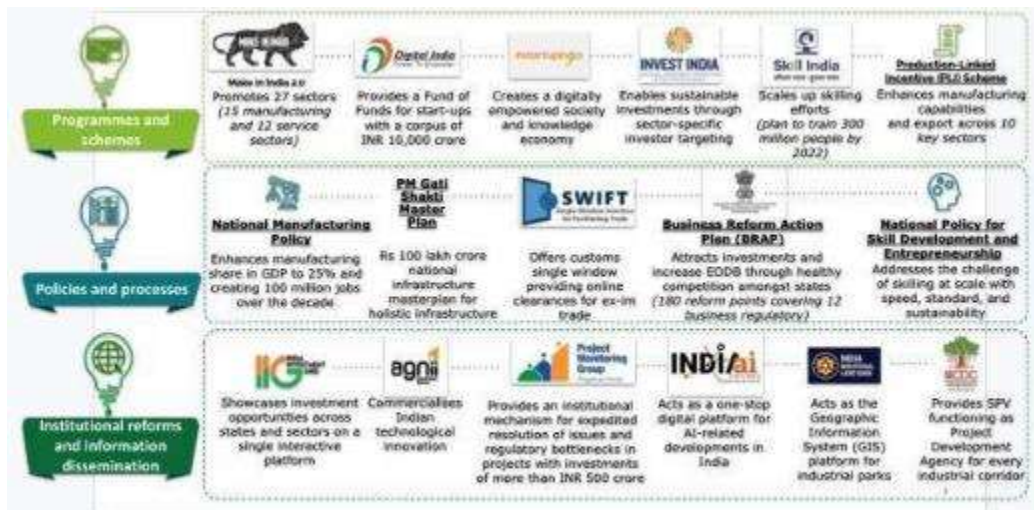 Programmes and
schemes
Make in India 2.0
Promotes 27 sectors
(15 manufacturing
and 12 service
sectors)
Digital India
Provides a Fund of
Funds for start-ups
with a corpus of
INR 10,000 crore
Creates a digitally
empowered society
and knowledge
economy
INVEST INDIA
Enables sustainable
investments through
sector-specific
investor targeting
Skill India
Scales up skilling
efforts
(plan to train 300
million people by
2022)
Production-Linked
Incentive (PLI) Scheme
Enhances manufacturing
capabilities
and export across 10
key sectors
Policies and processes
National Manufacturing
Policy
Enhances manufacturing
share in GDP to 25% and
creating 100 million jobs
over the decade
PM Gati
Shakti
Master
Plan
Rs 100 lakh crore
national
infrastructure
masterplan for
holistic infrastructure
SWIFT
Offers customs
single window
providing online
clearances for ex-im
trade
Business Reform Action
Plan (BRAP)
Attracts investments and
increase EODB through healthy
competition amongst states
(180 reform points covering 12
business regulatory)
National Policy for
Skill Development and
Entrepreneurship
Addresses the challenge
of skilling at scale with
speed, standard, and
sustainability
Institutional reforms
and information
dissemination
IIG
Showcases investment
opportunities across
states and sectors on a
single interactive
platform
agnii
Commercialises
Indian
technological
innovation
Project
Monitoring
Group
Provides an institutional
mechanism for expedited
resolution of issues and
regulatory bottlenecks in
projects with investments
of more than INR 500 crore
INDIAai
Acts as a one-stop
digital platform for
AI-related
developments in
India
Acts as the
Geographic
Information
System (GIS)
platform for
industrial parks
Provides SPV
functioning as
Project
Development
Agency for every
industrial corridor